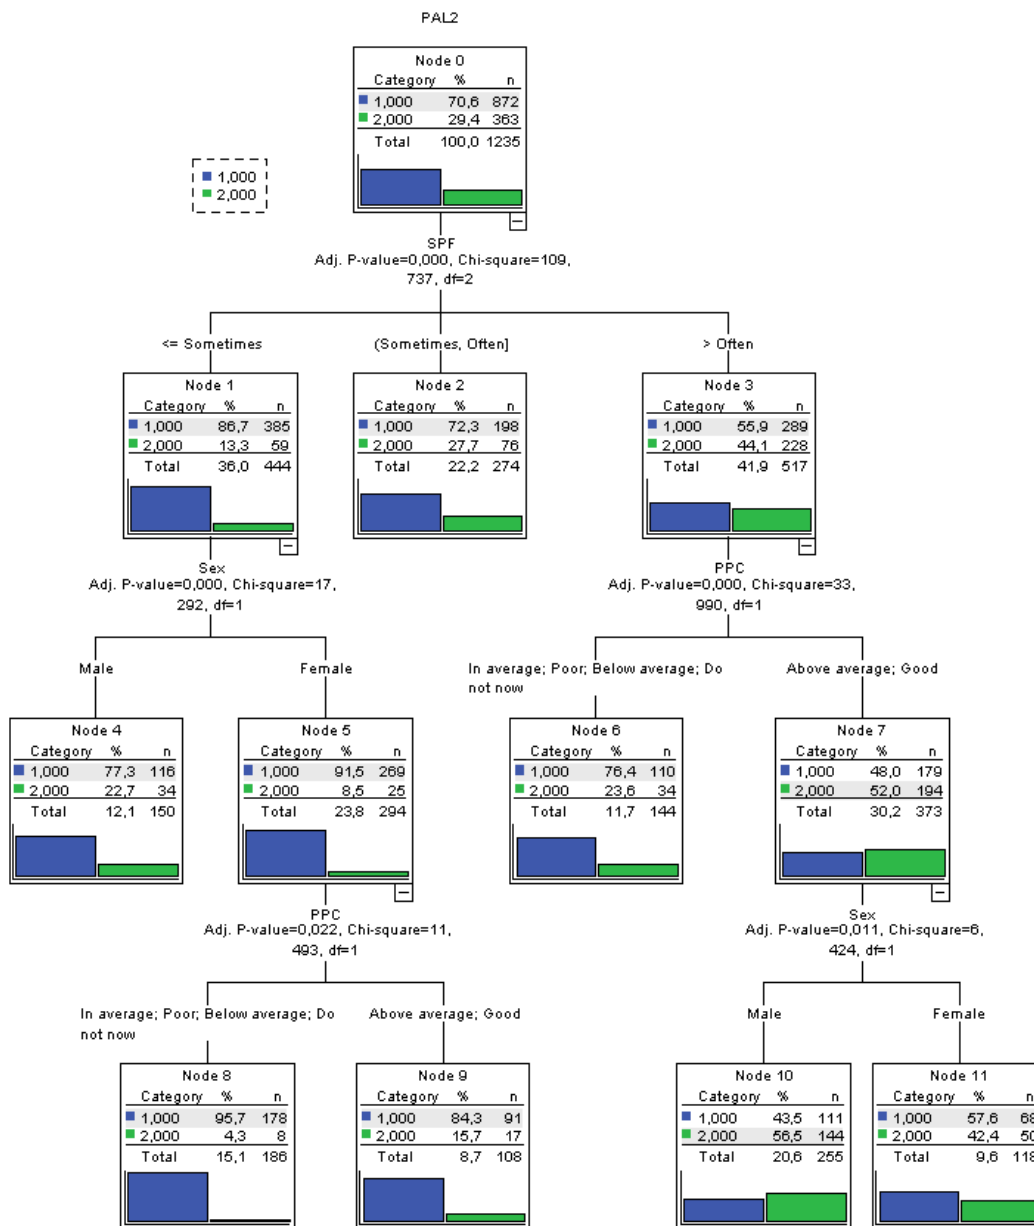 PAL2
Node 0
Category % n
1,000 70,6 872
2,000 29,4 363
Total 100,0 1235
1,000
2,000
SPF
Adj. P-value=0,000, Chi-square=109,
737, df=2
<= Sometimes
(Sometimes, Often]
> Often
Node 1
Category % n
1,000 86,7 385
2,000 13,3 59
Total 36,0 444
Node 2
Category % n
1,000 72,3 198
2,000 27,7 76
Total 22,2 274
Node 3
Category % n
1,000 55,9 289
2,000 44,1 228
Total 41,9 517
Sex
Adj. P-value=0,000, Chi-square=17,
292, df=1
PPC
Adj. P-value=0,000, Chi-square=33,
990, df=1
Male
Female
In average; Poor; Below average; Do
not now
Above average; Good
Node 4
Category % n
1,000 77,3 116
2,000 22,7 34
Total 12,1 150
Node 5
Category % n
1,000 91,5 269
2,000 8,5 25
Total 23,8 294
Node 6
Category % n
1,000 76,4 110
2,000 23,6 34
Total 11,7 144
Node 7
Category % n
1,000 48,0 179
2,000 52,0 194
Total 30,2 373
PPC
Adj. P-value=0,022, Chi-square=11,
493, df=1
Sex
Adj. P-value=0,011, Chi-square=6,
424, df=1
In average; Poor; Below average; Do
not now
Above average; Good
Male
Female
Node 8
Category % n
1,000 95,7 178
2,000 4,3 8
Total 15,1 186
Node 9
Category % n
1,000 84,3 91
2,000 15,7 17
Total 8,7 108
Node 10
Category % n
1,000 43,5 111
2,000 56,5 144
Total 20,6 255
Node 11
Category % n
1,000 57,6 68
2,000 42,4 50
Total 9,6 118